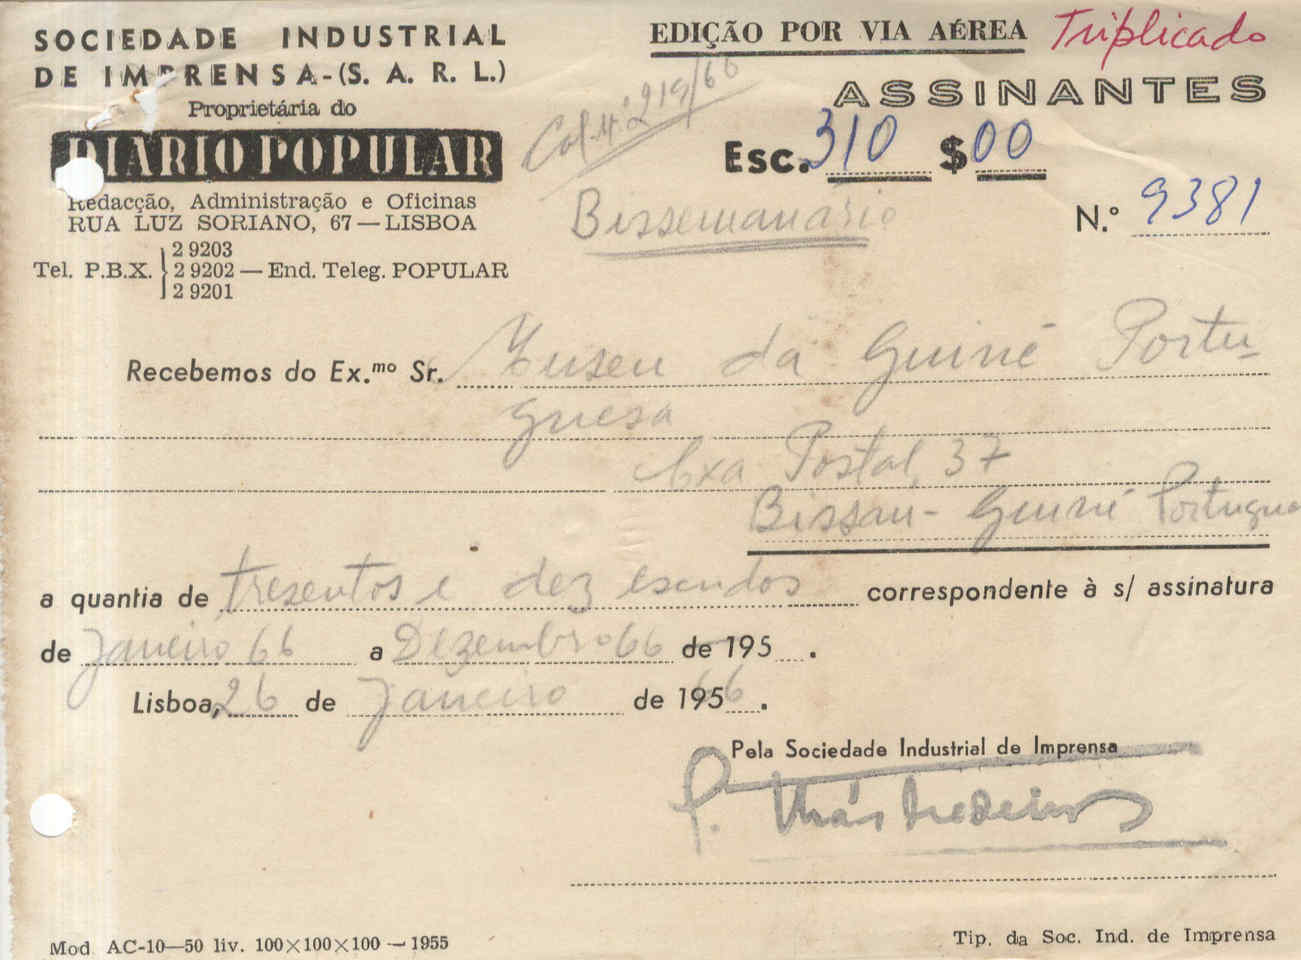 SOCIEDADE INDUSTRIAL
DE IMPRENSA-(S. A. R. L.)
Proprietária do
DIÁRIO POPULAR
Redacção, Administração e Oficinas
RUA LUZ SORIANO, 67 — LISBOA
Tel. P.B.X. 2 9203
2 9202 — End. Teleg. POPULAR
2 9201
EDIÇÃO POR VIA AÉREA Triplicado
ASSINANTES
219/66
Esc. 310 $00
Bissemanário
N.º 9381
Recebemos do Ex.mo Sr. Museu da Guiné Portu-
guesa
Cxa Postal, 37
Bissau - Guiné Portuguesa
a quantia de tresentos e dez escudos correspondente à s/ assinatura
de Janeiro 66 a Dezembro 66 de 195 .
Lisboa, 26 de Janeiro de 1966.
Pela Sociedade Industrial de Imprensa
Mod AC-10—50 liv. 100×100×100 — 1955
Tip. da Soc. Ind. de Imprensa